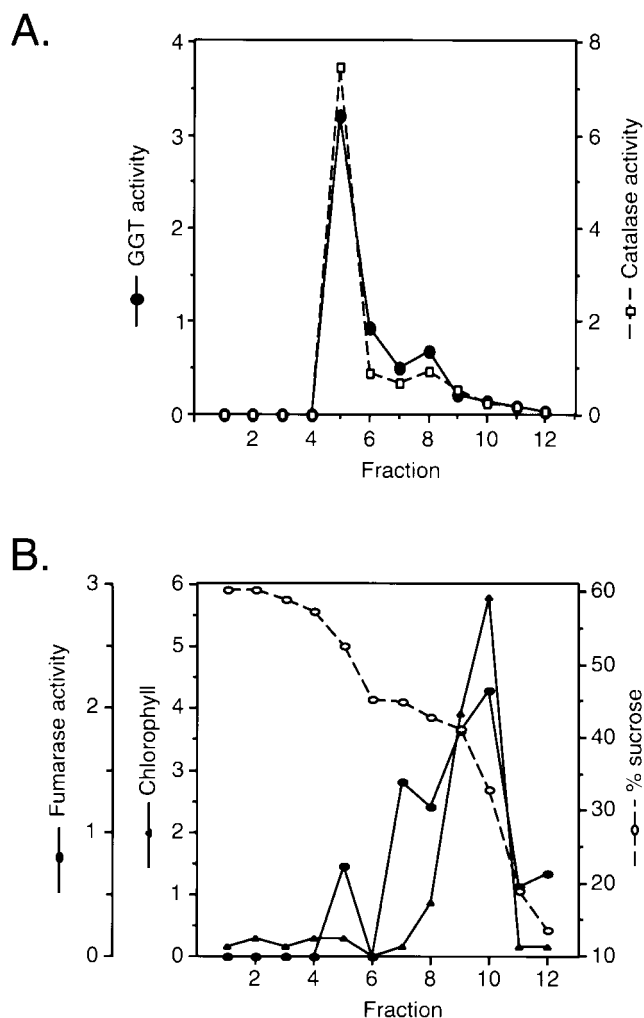 A.
GGT activity
4
3
2
1
0
8
6
4
2
0
Catalase activity
2 4 6 8 10 12
Fraction
B.
Fumarase activity
3
2
1
0
Chlorophyll
6
5
4
3
2
1
0
60
50
40
30
20
10
% sucrose
2 4 6 8 10 12
Fraction